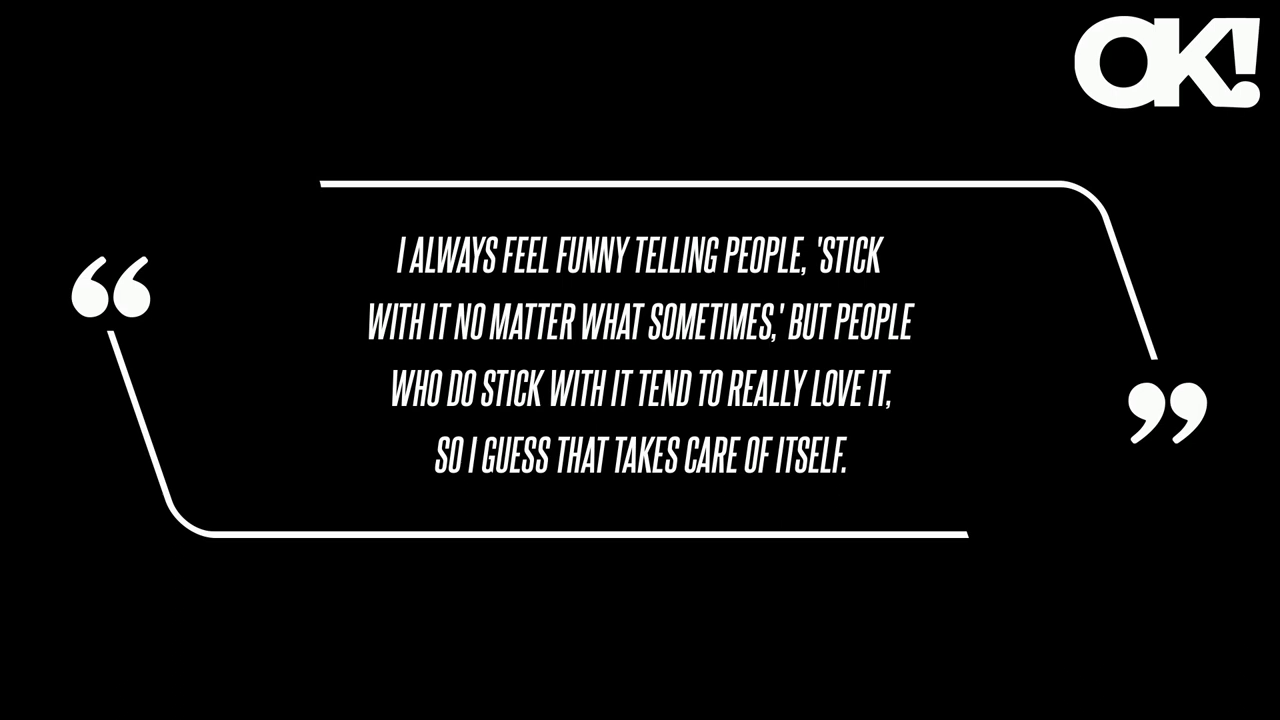 OK!
“
I ALWAYS FEEL FUNNY TELLING PEOPLE, 'STICK
WITH IT NO MATTER WHAT SOMETIMES,' BUT PEOPLE
WHO DO STICK WITH IT TEND TO REALLY LOVE IT,
SO I GUESS THAT TAKES CARE OF ITSELF.
”